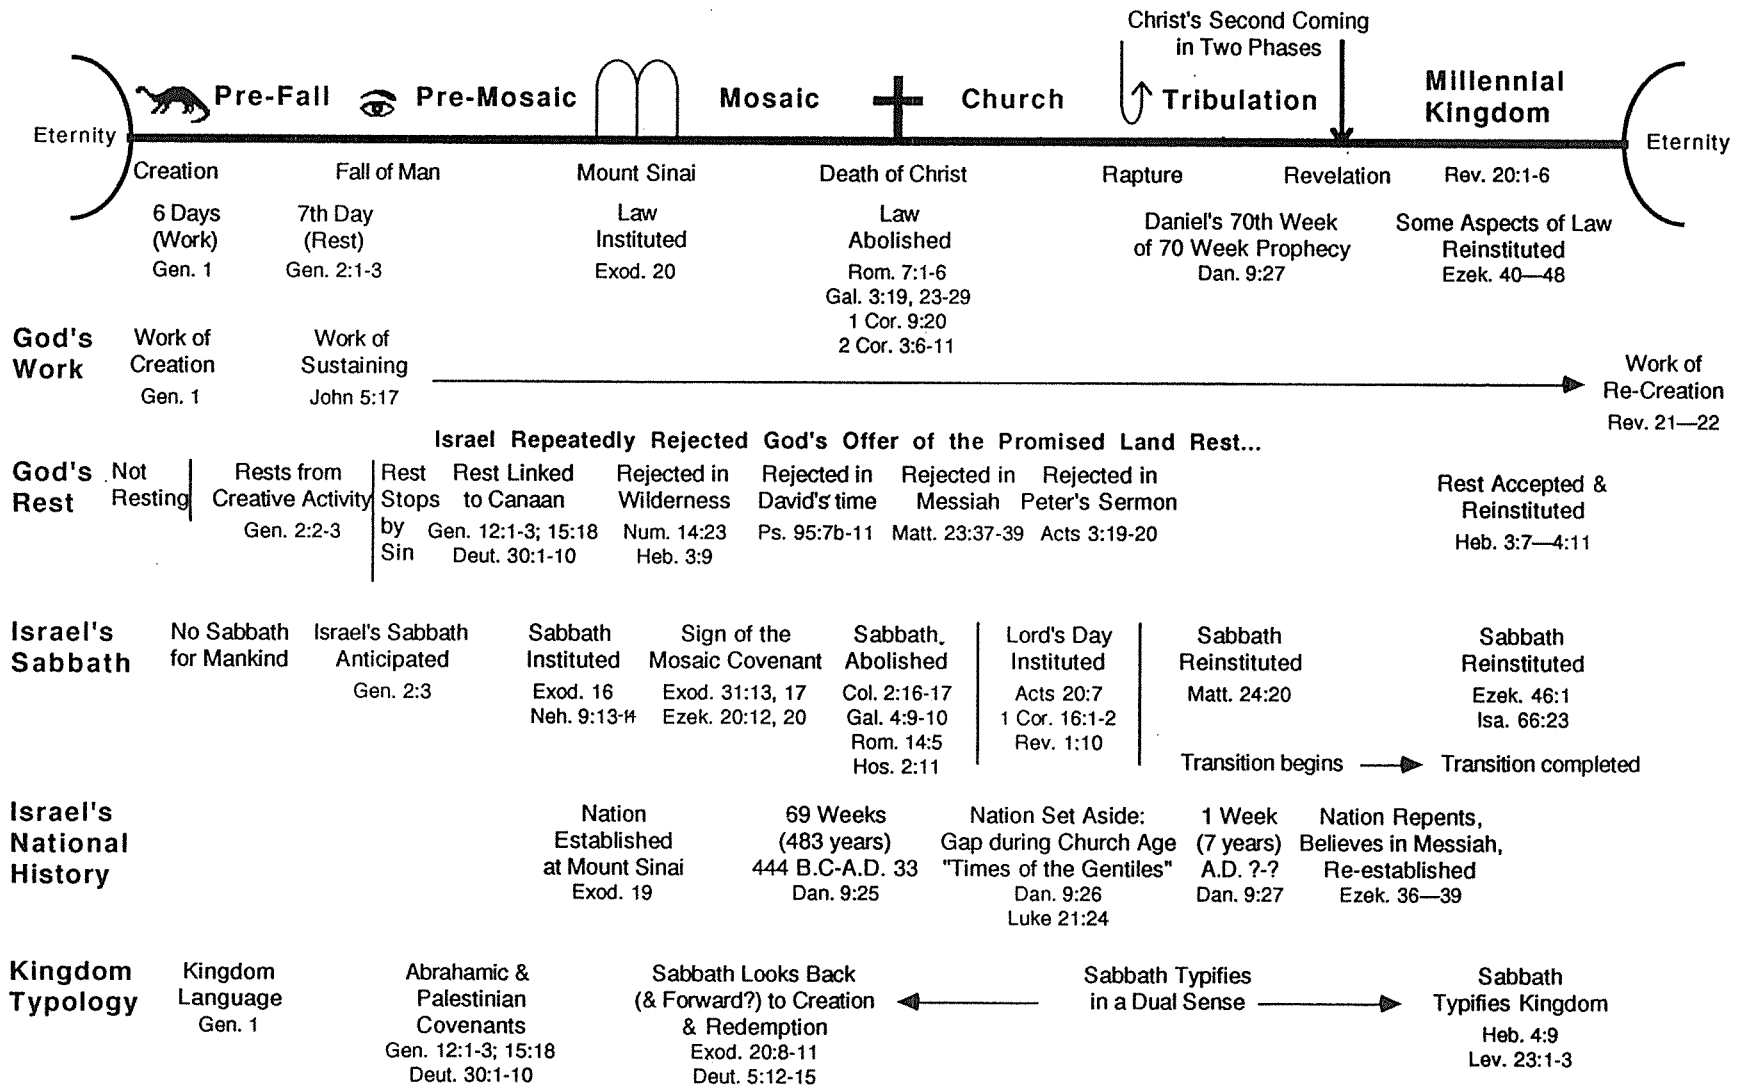 Christ's Second Coming
in Two Phases
Pre-Fall
Pre-Mosaic
Mosaic
Church
Tribulation
Millennial
Kingdom
Eternity
Eternity
Creation
Fall of Man
Mount Sinai
Death of Christ
Rapture
Revelation
Rev. 20:1-6
6 Days
(Work)
Gen. 1
7th Day
(Rest)
Gen. 2:1-3
Law
Instituted
Exod. 20
Law
Abolished
Rom. 7:1-6
Gal. 3:19, 23-29
1 Cor. 9:20
2 Cor. 3:6-11
Daniel's 70th Week
of 70 Week Prophecy
Dan. 9:27
Some Aspects of Law
Reinstituted
Ezek. 40—48
God's
Work
Work of
Creation
Gen. 1
Work of
Sustaining
John 5:17
Work of
Re-Creation
Rev. 21—22
Israel Repeatedly Rejected God's Offer of the Promised Land Rest...
God's
Rest
Not
Resting
Rests from
Creative Activity
Gen. 2:2-3
Rest
Stops
by
Sin
Rest Linked
to Canaan
Gen. 12:1-3; 15:18
Deut. 30:1-10
Rejected in
Wilderness
Num. 14:23
Heb. 3:9
Rejected in
David's time
Ps. 95:7b-11
Rejected in
Messiah
Matt. 23:37-39
Rejected in
Peter's Sermon
Acts 3:19-20
Rest Accepted &
Reinstituted
Heb. 3:7—4:11
Israel's
Sabbath
No Sabbath
for Mankind
Israel's Sabbath
Anticipated
Gen. 2:3
Sabbath
Instituted
Exod. 16
Neh. 9:13-14
Sign of the
Mosaic Covenant
Exod. 31:13, 17
Ezek. 20:12, 20
Sabbath
Abolished
Col. 2:16-17
Gal. 4:9-10
Rom. 14:5
Hos. 2:11
Lord's Day
Instituted
Acts 20:7
1 Cor. 16:1-2
Rev. 1:10
Sabbath
Reinstituted
Matt. 24:20
Sabbath
Reinstituted
Ezek. 46:1
Isa. 66:23
Transition begins
Transition completed
Israel's
National
History
Nation
Established
at Mount Sinai
Exod. 19
69 Weeks
(483 years)
444 B.C-A.D. 33
Dan. 9:25
Nation Set Aside:
Gap during Church Age
"Times of the Gentiles"
Dan. 9:26
Luke 21:24
1 Week
(7 years)
A.D. ?-?
Dan. 9:27
Nation Repents,
Believes in Messiah,
Re-established
Ezek. 36—39
Kingdom
Typology
Kingdom
Language
Gen. 1
Abrahamic &
Palestinian
Covenants
Gen. 12:1-3; 15:18
Deut. 30:1-10
Sabbath Looks Back
(& Forward?) to Creation
& Redemption
Exod. 20:8-11
Deut. 5:12-15
Sabbath Typifies
in a Dual Sense
Sabbath
Typifies Kingdom
Heb. 4:9
Lev. 23:1-3